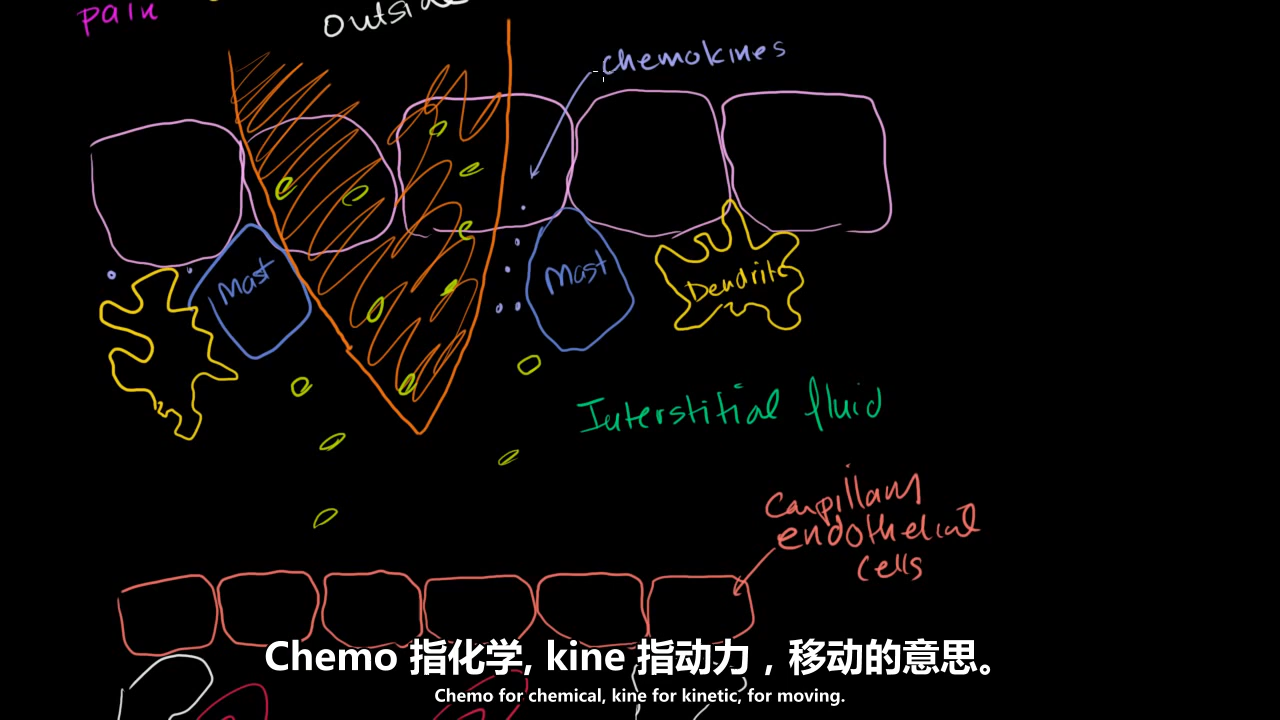 pain
outside
chemokines
Mast
Mast
Dendrite
Interstitial fluid
Capillary
endothelial
cells
Chemo 指化学, kine 指动力，移动的意思。
Chemo for chemical, kine for kinetic, for moving.